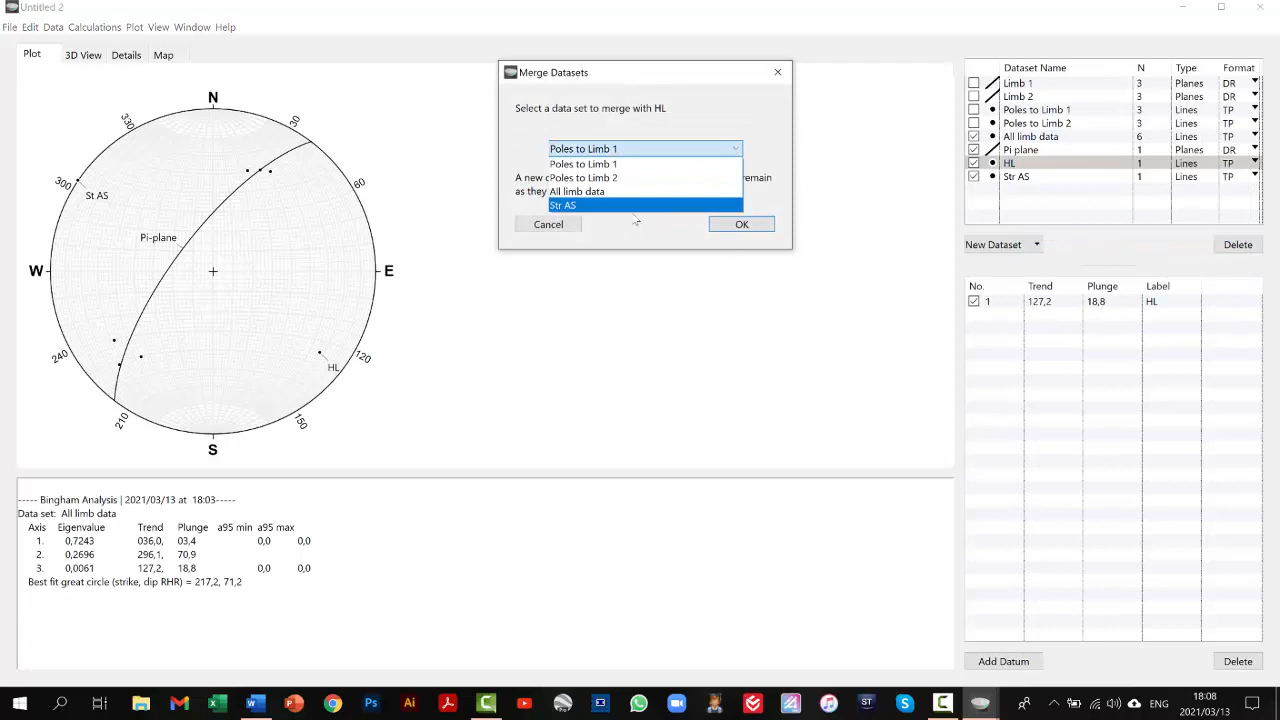 Untitled 2
File Edit Data Calculations Plot View Window Help
Plot 3D View Details Map
N
30
60
E
120
150
S
210
240
W
300
330
St AS
Pi-plane
HL
Merge Datasets
Select a data set to merge with HL
Poles to Limb 1
Poles to Limb 1
Poles to Limb 2
All limb data
Str AS
A new d
remain
as they
Cancel OK
Dataset Name N Type Format
Limb 1 3 Planes DR
Limb 2 3 Planes DR
Poles to Limb 1 3 Lines TP
Poles to Limb 2 3 Lines TP
All limb data 6 Lines TP
Pi plane 1 Planes DR
HL 1 Lines TP
Str AS 1 Lines TP
New Dataset Delete
No. Trend Plunge Label
1 127,2 18,8 HL
Add Datum Delete
----- Bingham Analysis | 2021/03/13 at 18:03-----
Data set: All limb data
Axis Eigenvalue Trend Plunge a95 min a95 max
1. 0,7243 036,0, 03,4 0,0 0,0
2. 0,2696 296,1, 70,9
3. 0,0061 127,2, 18,8 0,0 0,0
Best fit great circle (strike, dip RHR) = 217,2, 71,2
ENG
18:08
2021/03/13